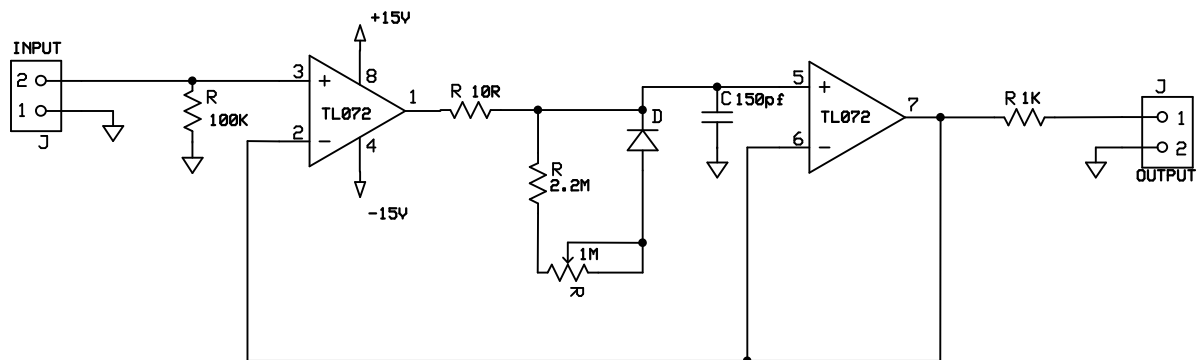 +15V
INPUT
2
1
J
R
100K
3
+
8
TL072
1
2
−
4
-15V
R 10R
R
2.2M
D
1M
R
C 150pf
5
+
TL072
7
6
−
R 1K
J
1
2
OUTPUT